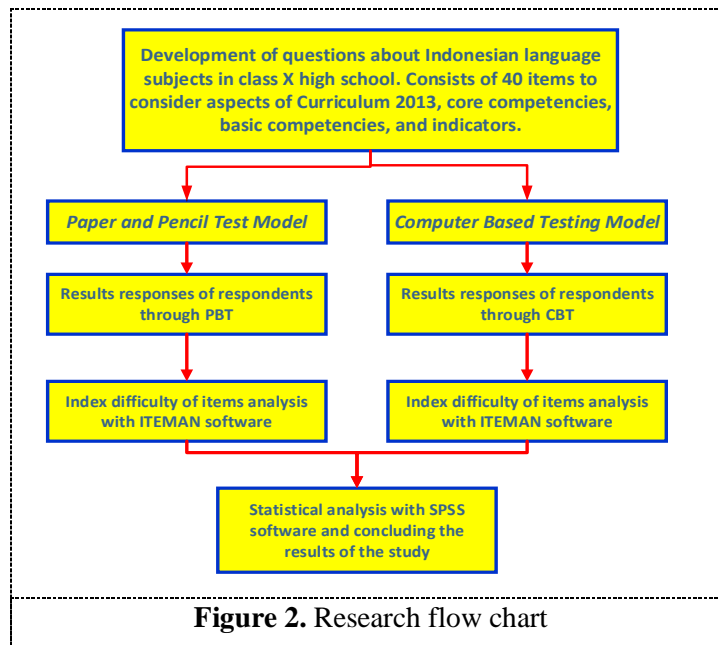 Development of questions about Indonesian language
subjects in class X high school. Consists of 40 items to
consider aspects of Curriculum 2013, core competencies,
basic competencies, and indicators.
Paper and Pencil Test Model
Computer Based Testing Model
Results responses of respondents
through PBT
Results responses of respondents
through CBT
Index difficulty of items analysis
with ITEMAN software
Index difficulty of items analysis
with ITEMAN software
Statistical analysis with SPSS
software and concluding the
results of the study
Figure 2. Research flow chart